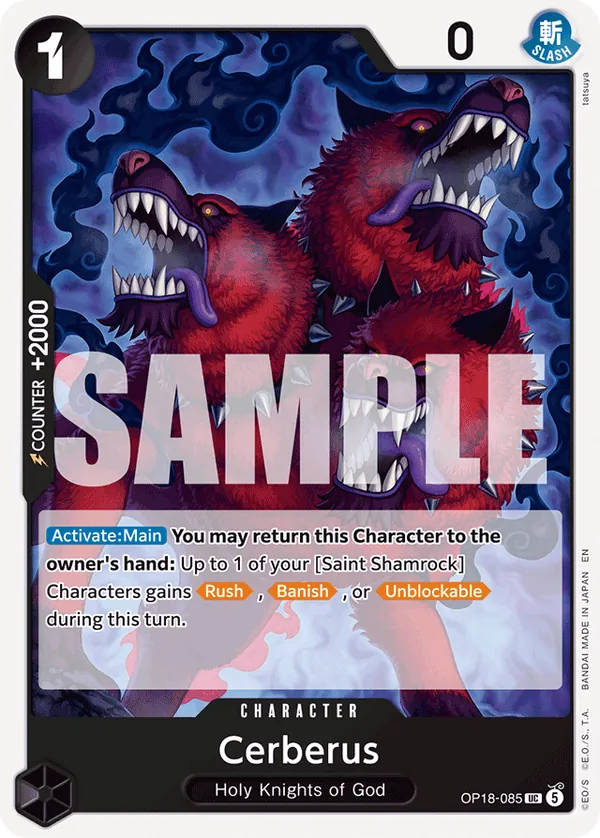 1
0
斬
SLASH
tatsuya
COUNTER +2000
SAMPLE
Activate:Main You may return this Character to the
owner's hand: Up to 1 of your [Saint Shamrock]
Characters gains Rush , Banish , or Unblockable
during this turn.
CHARACTER
Cerberus
Holy Knights of God
OP18-085 UC 5
©EO/S ©E.O./S., T.A. BANDAI MADE IN JAPAN EN